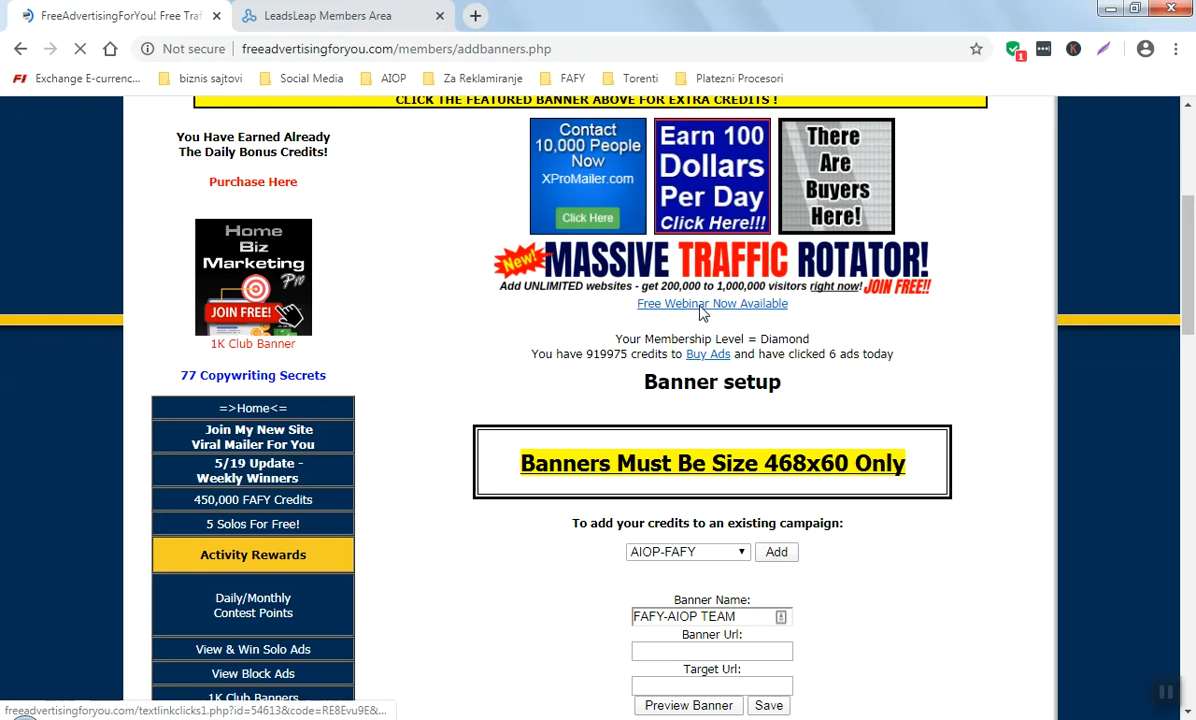 FreeAdvertisingForYou! Free Traf
LeadsLeap Members Area
Not secure
freeadvertisingforyou.com/members/addbanners.php
1
K
FI Exchange E-currenc...
biznis sajtovi
Social Media
AIOP
Za Reklamiranje
FAFY
Torenti
Platezni Procesori
CLICK THE FEATURED BANNER ABOVE FOR EXTRA CREDITS !
You Have Earned Already
The Daily Bonus Credits!
Purchase Here
Home
Biz
Marketing
Pro
JOIN FREE!
1K Club Banner
77 Copywriting Secrets
=>Home<=
Join My New Site
Viral Mailer For You
5/19 Update -
Weekly Winners
450,000 FAFY Credits
5 Solos For Free!
Activity Rewards
Daily/Monthly
Contest Points
View & Win Solo Ads
View Block Ads
1K Club Banners
Contact
10,000 People
Now
XProMailer.com
Click Here
Earn 100
Dollars
Per Day
Click Here!!!
There
Are
Buyers
Here!
New! MASSIVE TRAFFIC ROTATOR!
Add UNLIMITED websites - get 200,000 to 1,000,000 visitors right now! JOIN FREE!!
Free Webinar Now Available
Your Membership Level = Diamond
You have 919975 credits to Buy Ads and have clicked 6 ads today
Banner setup
Banners Must Be Size 468x60 Only
To add your credits to an existing campaign:
AIOP-FAFY
Add
Banner Name:
FAFY-AIOP TEAM
Banner Url:
Target Url:
Preview Banner
Save
freeadvertisingforyou.com/textlinkclicks1.php?id=54613&code=RE8Evu9E&...